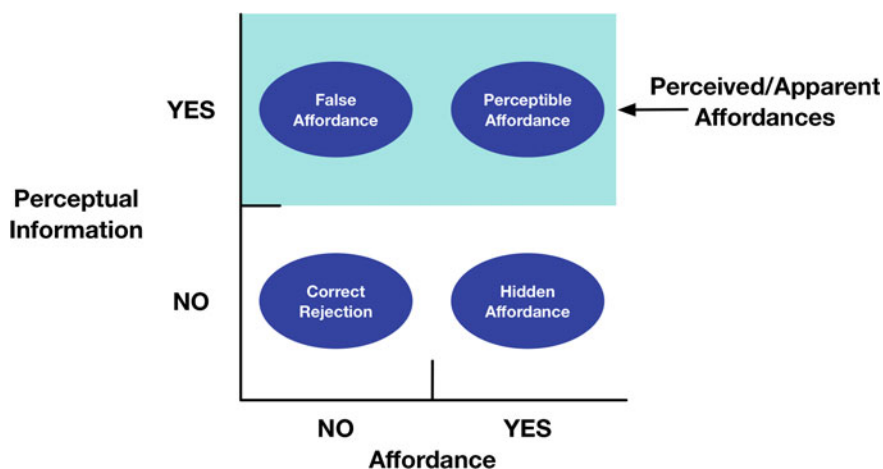 YES
False
Affordance
Perceptible
Affordance
Perceived/Apparent
Affordances
Perceptual
Information
NO
Correct
Rejection
Hidden
Affordance
NO
YES
Affordance